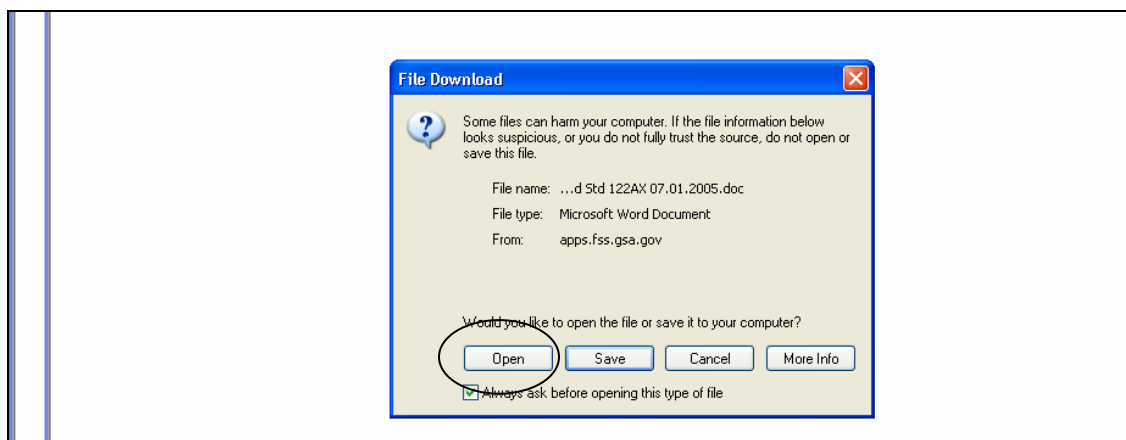 File Download
Some files can harm your computer. If the file information below
looks suspicious, or you do not fully trust the source, do not open or
save this file.
File name: ...d Std 122AX 07.01.2005.doc
File type: Microsoft Word Document
From: apps.fss.gsa.gov
Would you like to open the file or save it to your computer?
Open Save Cancel More Info
Always ask before opening this type of file